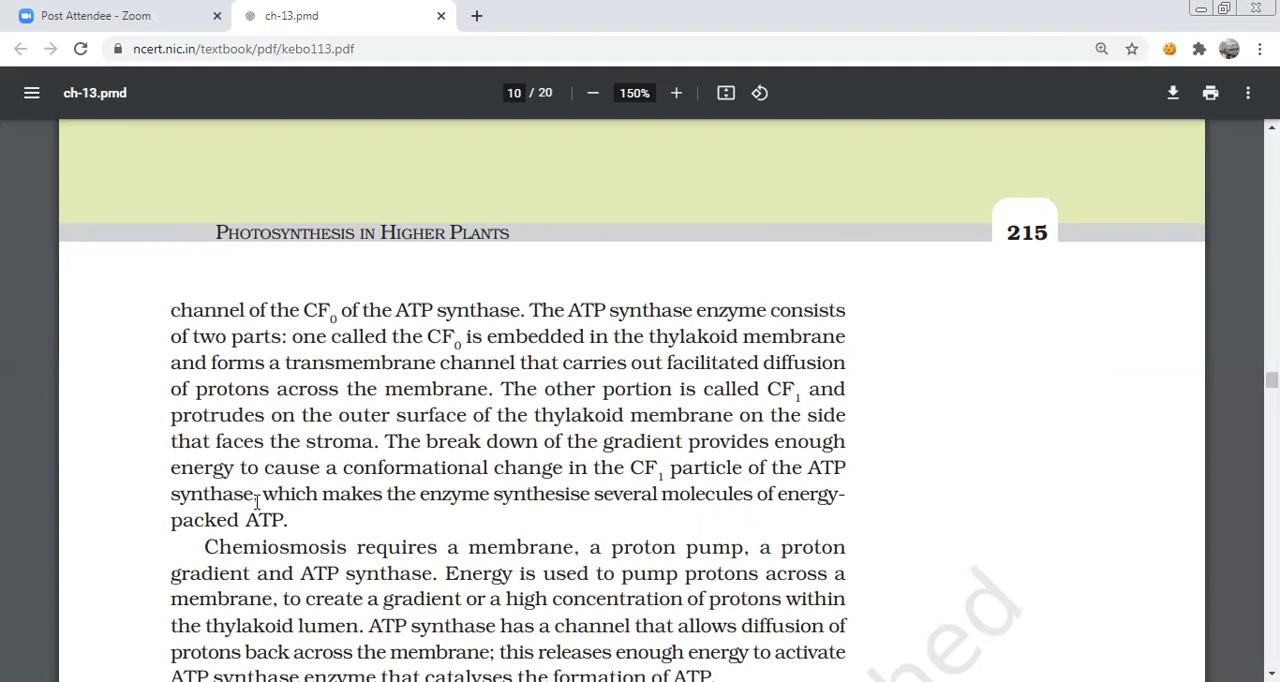 Post Attendee - Zoom
ch-13.pmd
ncert.nic.in/textbook/pdf/kebo113.pdf
ch-13.pmd
10 / 20
150%
PHOTOSYNTHESIS IN HIGHER PLANTS
215
channel of the CF0 of the ATP synthase. The ATP synthase enzyme consists
of two parts: one called the CF0 is embedded in the thylakoid membrane
and forms a transmembrane channel that carries out facilitated diffusion
of protons across the membrane. The other portion is called CF1 and
protrudes on the outer surface of the thylakoid membrane on the side
that faces the stroma. The break down of the gradient provides enough
energy to cause a conformational change in the CF1 particle of the ATP
synthase, which makes the enzyme synthesise several molecules of energy-
packed ATP.
Chemiosmosis requires a membrane, a proton pump, a proton
gradient and ATP synthase. Energy is used to pump protons across a
membrane, to create a gradient or a high concentration of protons within
the thylakoid lumen. ATP synthase has a channel that allows diffusion of
protons back across the membrane; this releases enough energy to activate
ATP synthase enzyme that catalyses the formation of ATP.
hed